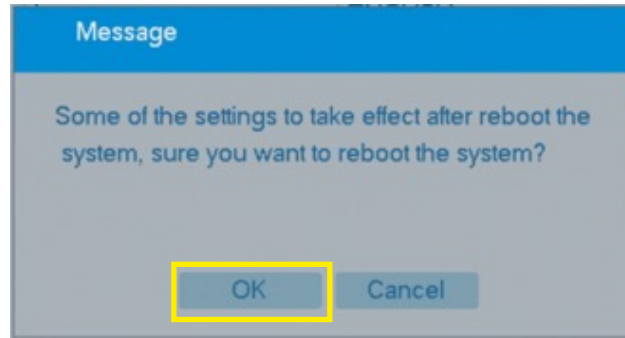 Message
Some of the settings to take effect after reboot the
system, sure you want to reboot the system?
OK Cancel